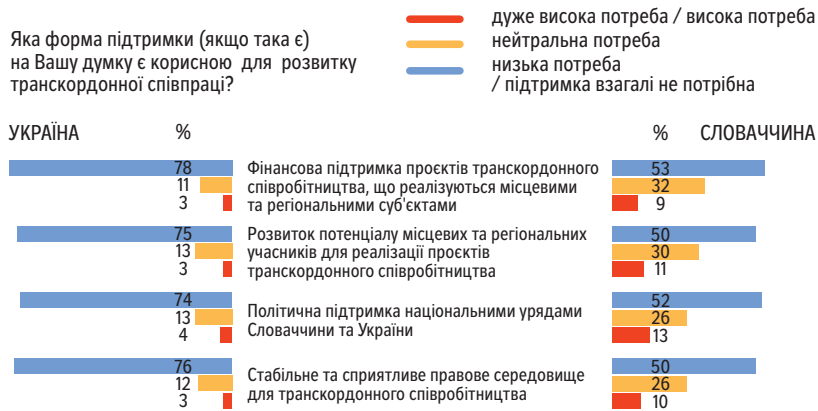 Яка форма підтримки (якщо така є)
на Вашу думку є корисною для розвитку
транскордонної співпраці?
дуже висока потреба / висока потреба
нейтральна потреба
низька потреба
/ підтримка взагалі не потрібна
УКРАЇНА %
% СЛОВАЧЧИНА
78 Фінансова підтримка проєктів транскордонного 53
11 співробітництва, що реалізуються місцевими 32
3 та регіональними суб'єктами 9
75 Розвиток потенціалу місцевих та регіональних 50
13 учасників для реалізації проєктів 30
3 транскордонного співробітництва 11
74 52
13 Політична підтримка національними урядами 26
4 Словаччини та України 13
76 50
12 Стабільне та сприятливе правове середовище 26
3 для транскордонного співробітництва 10